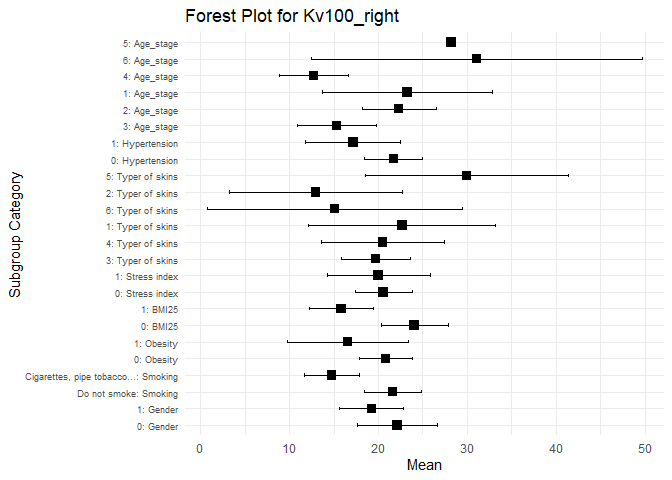 Forest Plot for Kv100_right
Subgroup Category
5: Age_stage
6: Age_stage
4: Age_stage
1: Age_stage
2: Age_stage
3: Age_stage
1: Hypertension
0: Hypertension
5: Typer of skins
2: Typer of skins
6: Typer of skins
1: Typer of skins
4: Typer of skins
3: Typer of skins
1: Stress index
0: Stress index
1: BMI25
0: BMI25
1: Obesity
0: Obesity
Cigarettes, pipe tobacco...: Smoking
Do not smoke: Smoking
1: Gender
0: Gender
0 10 20 30 40 50
Mean